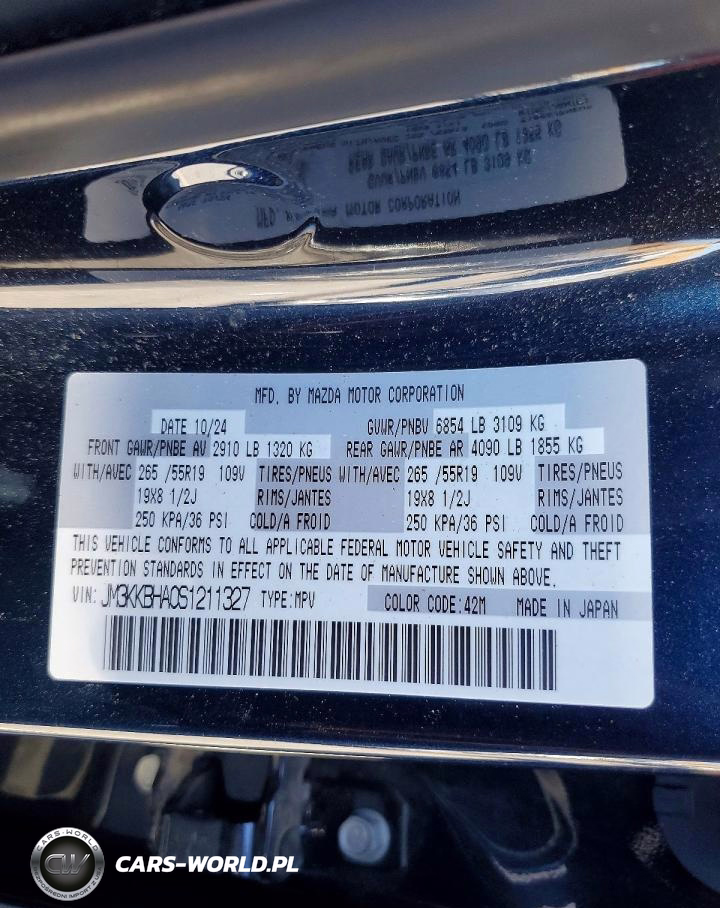 MFD. BY MAZDA MOTOR CORPORATION
DATE 10/24 GVWR/PNBV 6854 LB 3109 KG
FRONT GAWR/PNBE AV 2910 LB 1320 KG REAR GAWR/PNBE AR 4090 LB 1855 KG
WITH/AVEC 265 /55R19 109V TIRES/PNEUS WITH/AVEC 265 /55R19 109V TIRES/PNEUS
19X8 1/2J RIMS/JANTES 19X8 1/2J RIMS/JANTES
250 KPA/36 PSI COLD/A FROID 250 KPA/36 PSI COLD/A FROID
THIS VEHICLE CONFORMS TO ALL APPLICABLE FEDERAL MOTOR VEHICLE SAFETY AND THEFT
PREVENTION STANDARDS IN EFFECT ON THE DATE OF MANUFACTURE SHOWN ABOVE.
VIN: JM3KKBHA0S1211327 TYPE:MPV COLOR CODE:42M MADE IN JAPAN
CARS-WORLD
CW
CARS-WORLD.PL